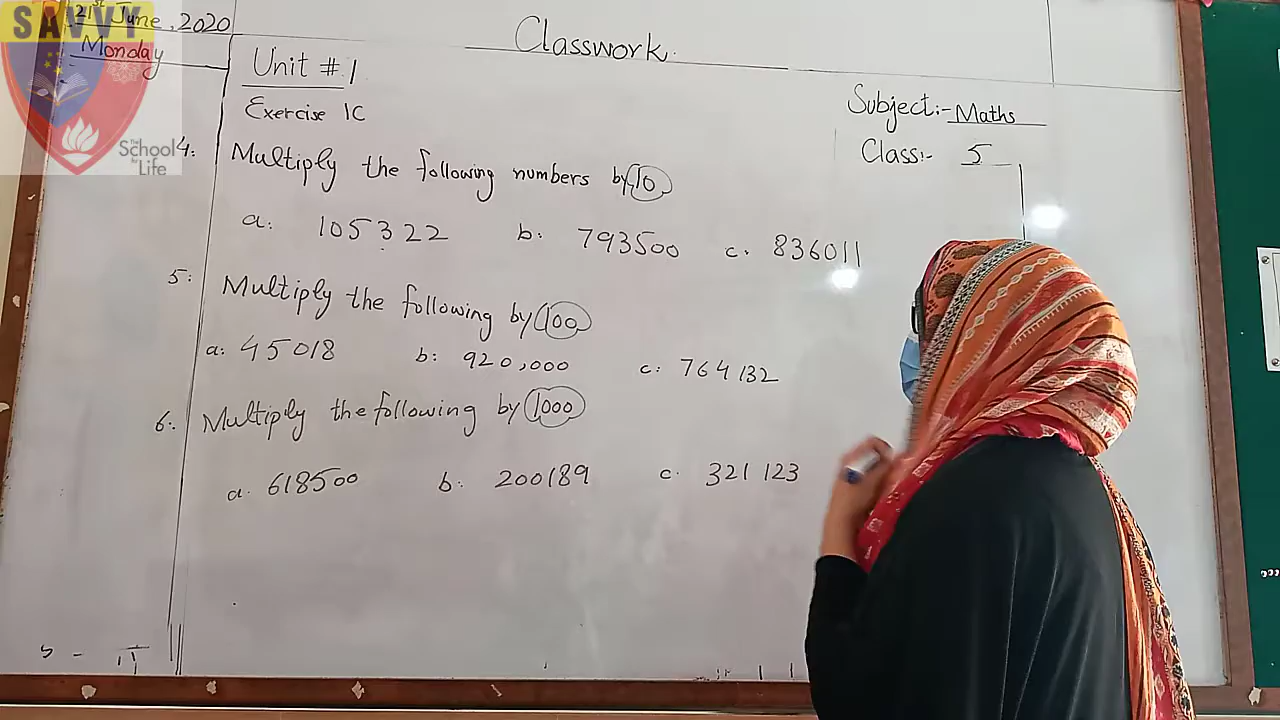 SAVVY
The School for Life
21st June, 2020
Monday
Classwork.
Unit # 1
Exercise 1C
Subject:- Maths
Class:- 5
4: Multiply the following numbers by 10
a: 105322 b: 793500 c. 836011
5: Multiply the following by 100
a: 45018 b: 920,000 c: 764132
6: Multiply the following by 1000
a. 618500 b: 200189 c. 321123